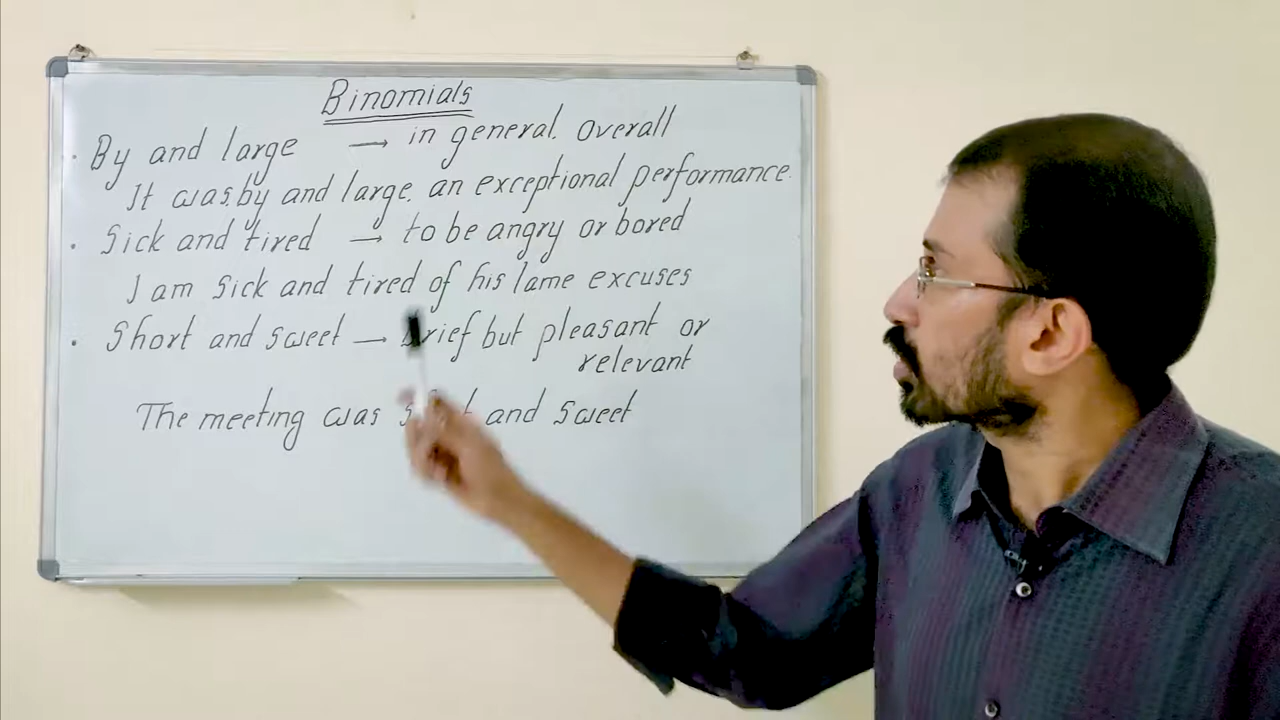 Binomials
. By and large → in general. Overall
It was, by and large, an exceptional performance.
. Sick and tired → to be angry or bored
I am sick and tired of his lame excuses
. Short and sweet → brief but pleasant or
relevant
The meeting was short and sweet